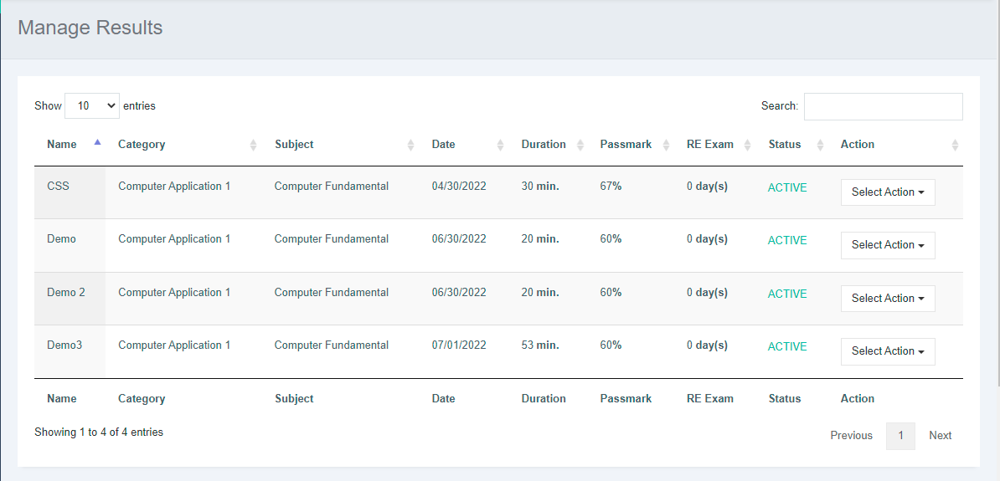 Manage Results
Show 10 entries Search:
Name Category Subject Date Duration Passmark RE Exam Status Action
CSS Computer Application 1 Computer Fundamental 04/30/2022 30 min. 67% 0 day(s) ACTIVE Select Action
Demo Computer Application 1 Computer Fundamental 06/30/2022 20 min. 60% 0 day(s) ACTIVE Select Action
Demo 2 Computer Application 1 Computer Fundamental 06/30/2022 20 min. 60% 0 day(s) ACTIVE Select Action
Demo3 Computer Application 1 Computer Fundamental 07/01/2022 53 min. 60% 0 day(s) ACTIVE Select Action
Name Category Subject Date Duration Passmark RE Exam Status Action
Showing 1 to 4 of 4 entries Previous 1 Next